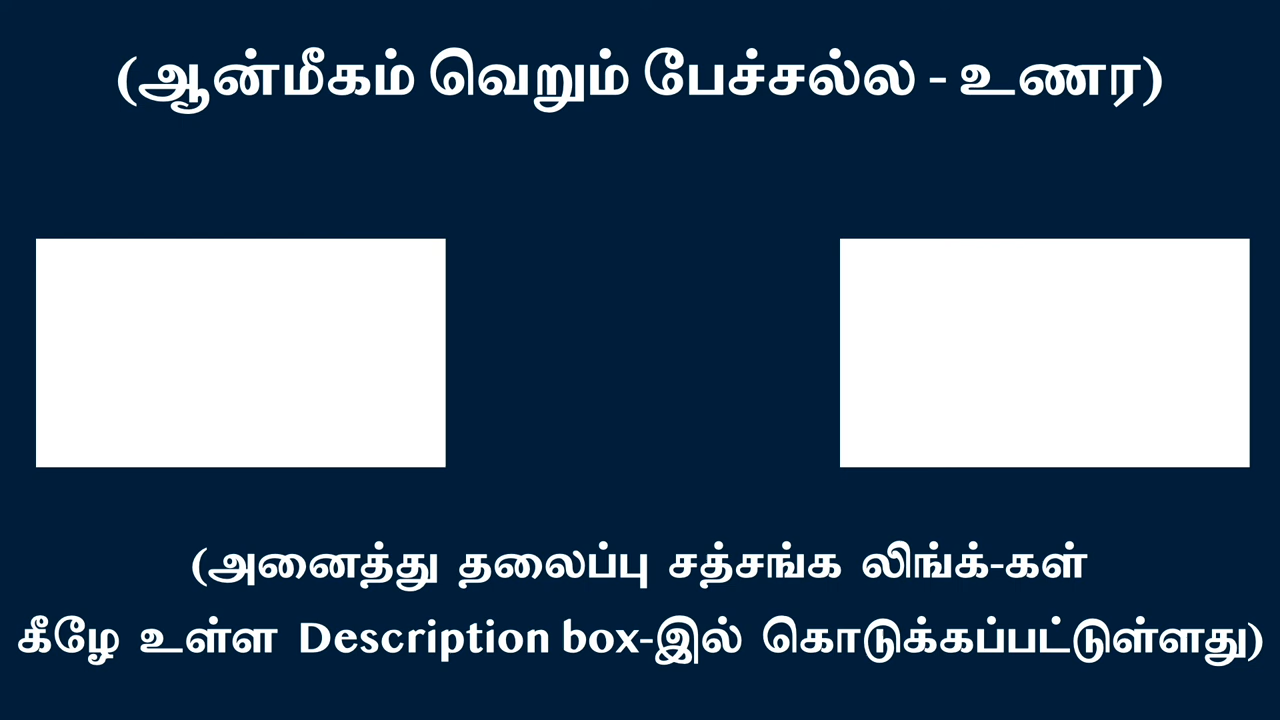 (ஆன்மீகம் வெறும் பேச்சல்ல - உணர)
(அனைத்து தலைப்பு சத்சங்க லிங்க்-கள்
கீழே உள்ள Description box-இல் கொடுக்கப்பட்டுள்ளது)